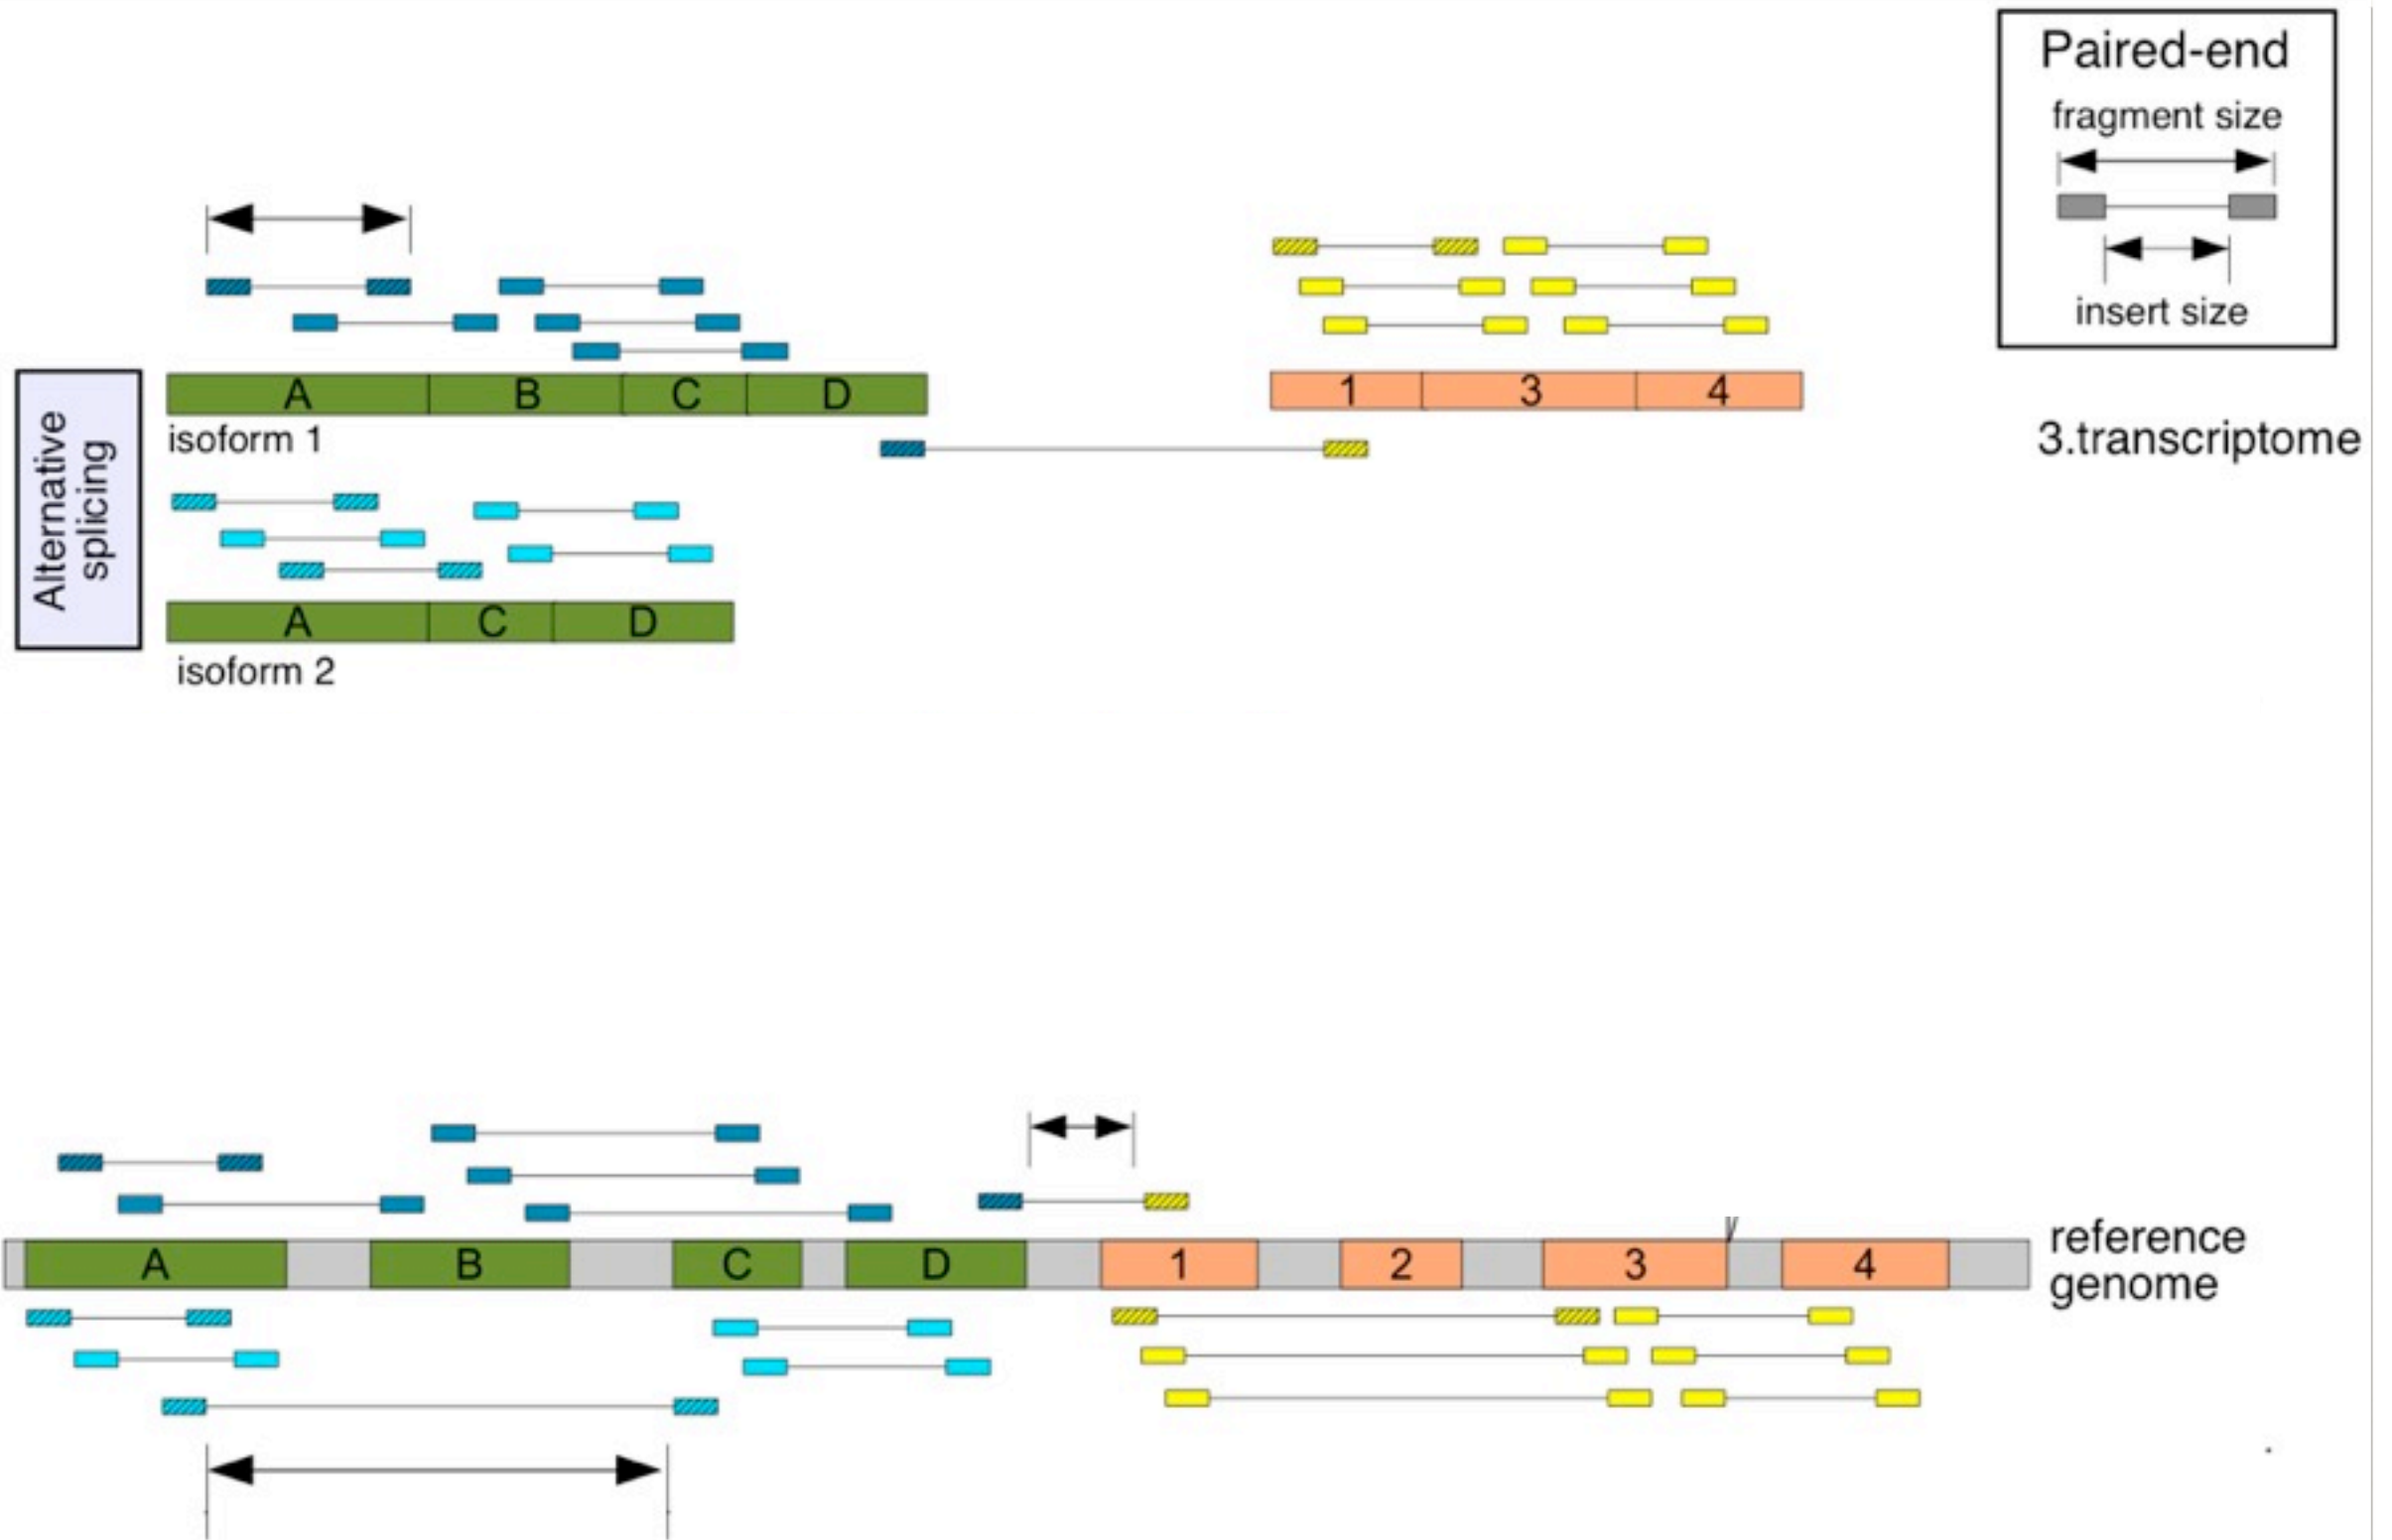 Paired-end
fragment size
insert size
A B C D
isoform 1
1 3 4
3.transcriptome
Alternative
splicing
A C D
isoform 2
A B C D 1 2 3 4
reference
genome